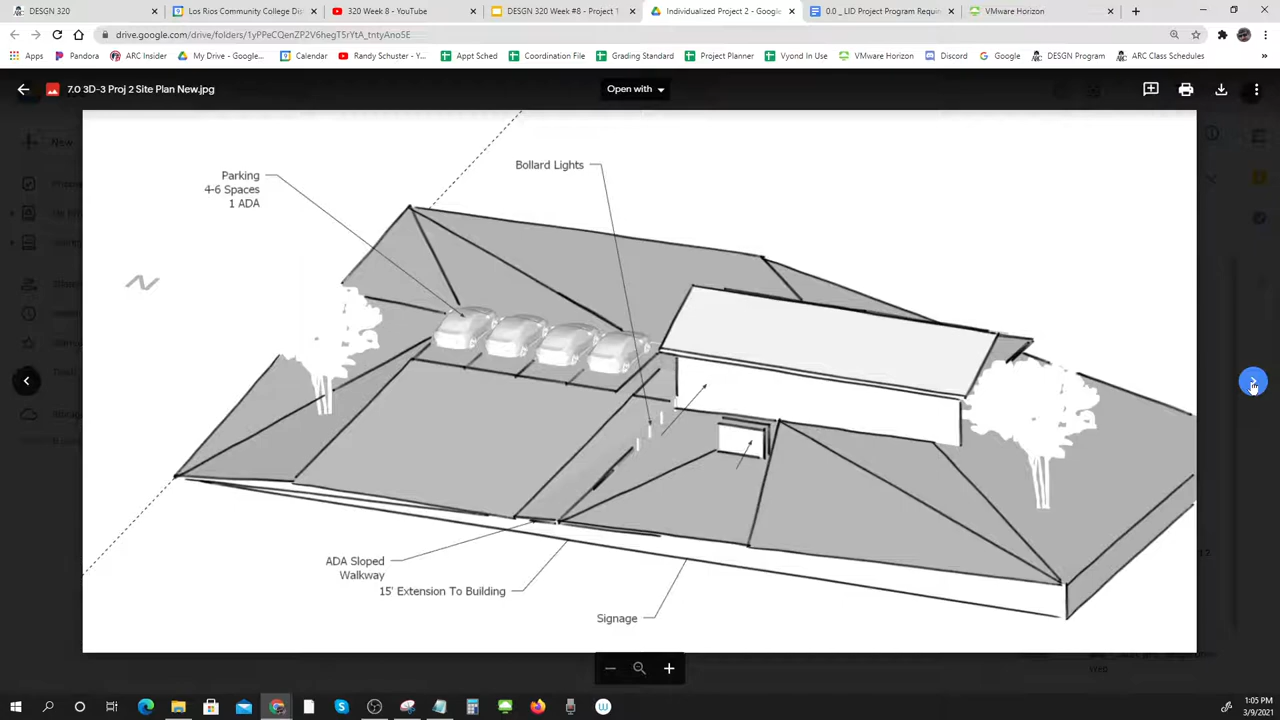 DESGN 320
Los Rios Community College Dis
320 Week 8 - YouTube
DESGN 320 Week #8 - Project 1
Individualized Project 2 - Google
0.0 _ LID Project Program Requi
VMware Horizon
drive.google.com/drive/folders/1yPPeCQenZP2V6hegT5rYtA_tntyAno5E
Apps
Pandora
ARC Insider
My Drive - Google...
Calendar
Randy Schuster - Y...
Appt Sched
Coordination File
Grading Standard
Project Planner
Vyond In Use
VMware Horizon
Discord
Google
DESGN Program
ARC Class Schedules
7.0 3D-3 Proj 2 Site Plan New.jpg
Open with
Parking
4-6 Spaces
1 ADA
Bollard Lights
N
ADA Sloped
Walkway
15' Extension To Building
Signage
1:05 PM
3/9/2021